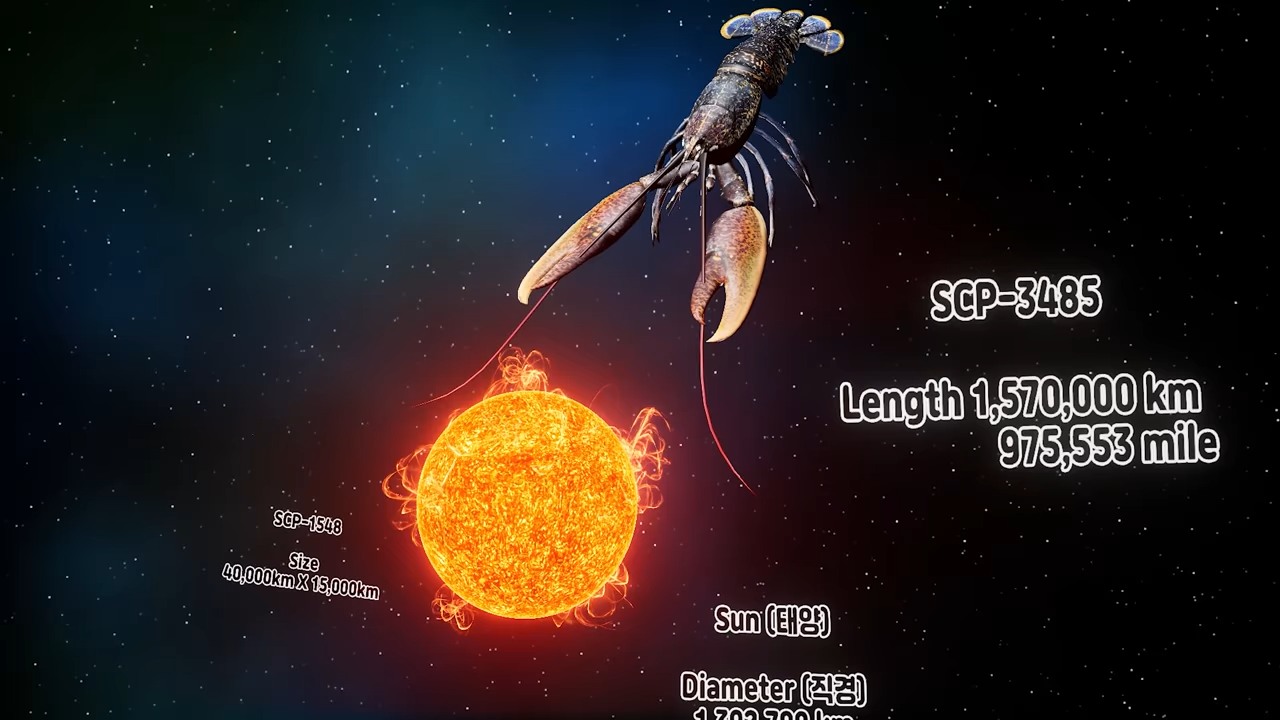 SCP-3485
Length 1,570,000 km
975,553 mile
SCP-1548
Size
40,000km X 15,000km
Sun (태양)
Diameter (직경)